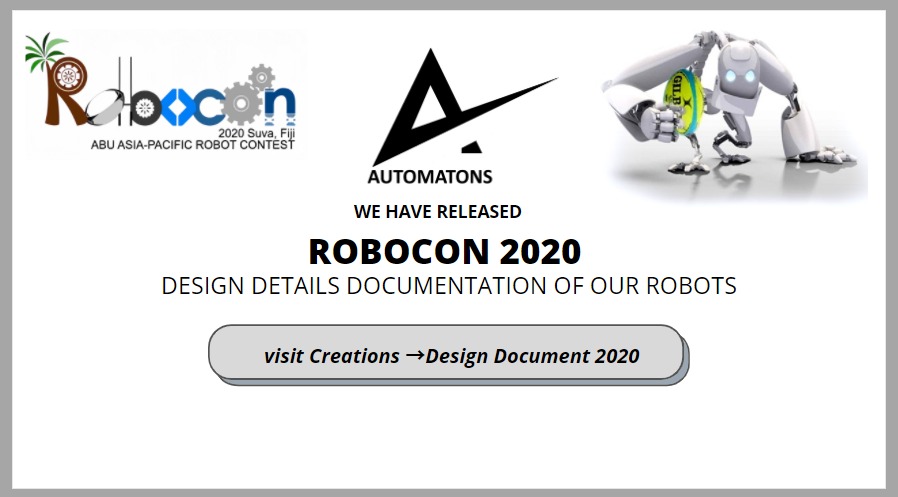 Robocon
2020 Suva, Fiji
ABU ASIA-PACIFIC ROBOT CONTEST
AUTOMATONS
GILB
WE HAVE RELEASED
ROBOCON 2020
DESIGN DETAILS DOCUMENTATION OF OUR ROBOTS
visit Creations →Design Document 2020